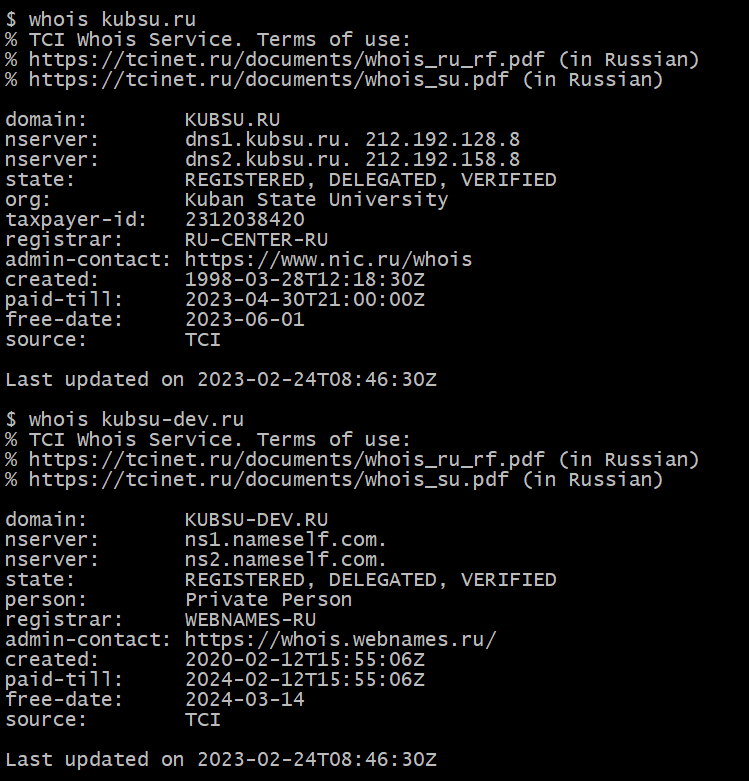 $ whois kubsu.ru
% TCI Whois Service. Terms of use:
% https://tcinet.ru/documents/whois_ru_rf.pdf (in Russian)
% https://tcinet.ru/documents/whois_su.pdf (in Russian)

domain:        KUBSU.RU
nserver:       dns1.kubsu.ru. 212.192.128.8
nserver:       dns2.kubsu.ru. 212.192.158.8
state:         REGISTERED, DELEGATED, VERIFIED
org:           Kuban State University
taxpayer-id:   2312038420
registrar:     RU-CENTER-RU
admin-contact: https://www.nic.ru/whois
created:       1998-03-28T12:18:30Z
paid-till:     2023-04-30T21:00:00Z
free-date:     2023-06-01
source:        TCI

Last updated on 2023-02-24T08:46:30Z

$ whois kubsu-dev.ru
% TCI Whois Service. Terms of use:
% https://tcinet.ru/documents/whois_ru_rf.pdf (in Russian)
% https://tcinet.ru/documents/whois_su.pdf (in Russian)

domain:        KUBSU-DEV.RU
nserver:       ns1.nameself.com.
nserver:       ns2.nameself.com.
state:         REGISTERED, DELEGATED, VERIFIED
person:        Private Person
registrar:     WEBNAMES-RU
admin-contact: https://whois.webnames.ru/
created:       2020-02-12T15:55:06Z
paid-till:     2024-02-12T15:55:06Z
free-date:     2024-03-14
source:        TCI

Last updated on 2023-02-24T08:46:30Z